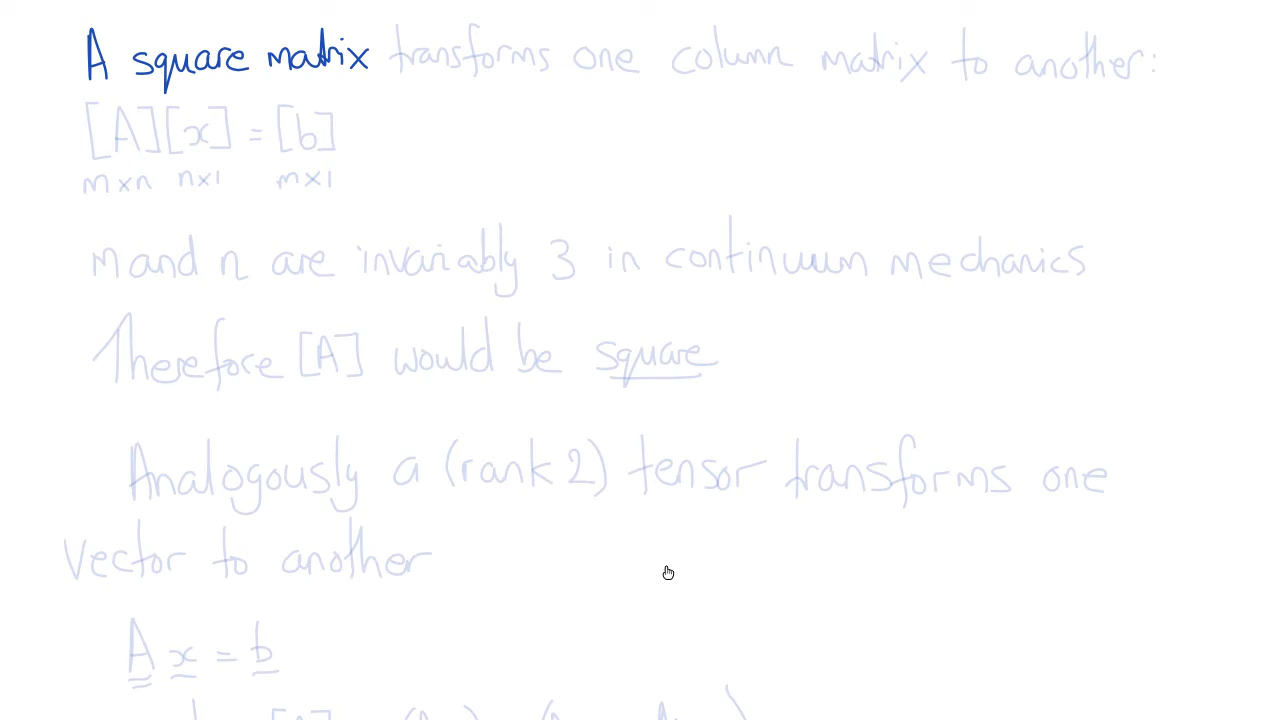 A square matrix transforms one column matrix to another:
[A][x] = [b]
m×n n×1 m×1
m and n are invariably 3 in continuum mechanics
Therefore [A] would be square
Analogously a (rank 2) tensor transforms one
vector to another
A x = b